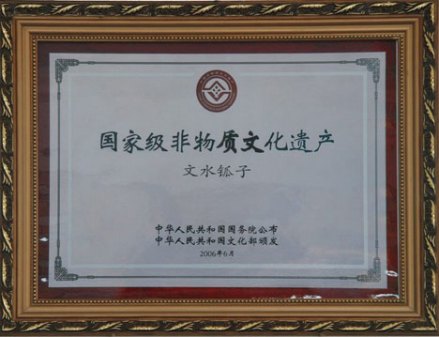 国家级非物质文化遗产
文水鈲子
中华人民共和国国务院公布
中华人民共和国文化部颁发
2006年6月